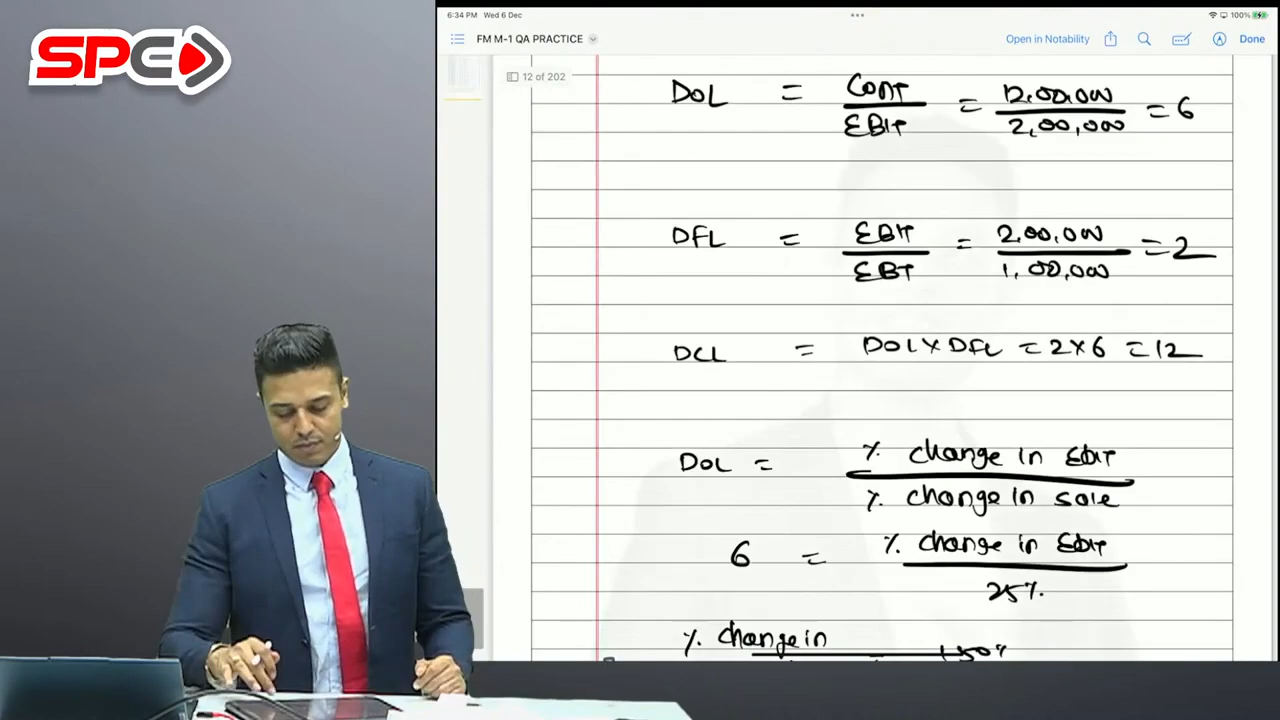 SPC
6:34 PM Wed 6 Dec
100%
FM M-1 QA PRACTICE
Open in Notability
Done
12 of 202
DOL = Cont / EBIT = 12,00,000 / 2,00,000 = 6
DFL = EBIT / EBT = 2,00,000 / 1,00,000 = 2
DCL = DOL X DFL = 2 X 6 = 12
DOL = % change in Ebit
% change in sale
6 = % change in Ebit
25%.
% change in
150%